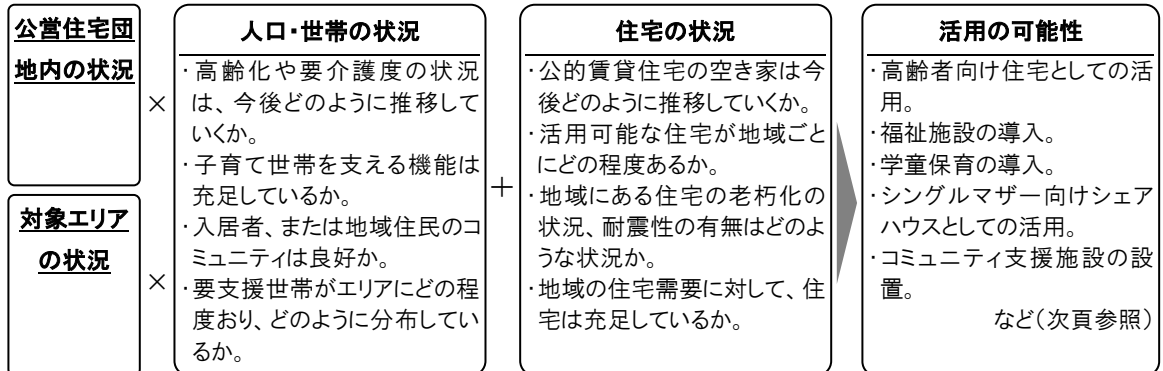 公営住宅団
地内の状況
×
対象エリア
の状況
×
人口・世帯の状況
・高齢化や要介護度の状況
は、今後どのように推移して
いくか。
・子育て世帯を支える機能は
充足しているか。
・入居者、または地域住民のコ
ミュニティは良好か。
・要支援世帯がエリアにどの程
度おり、どのように分布してい
るか。
＋
住宅の状況
・公的賃貸住宅の空き家は今
後どのように推移していくか。
・活用可能な住宅が地域ごと
にどの程度あるか。
・地域にある住宅の老朽化の
状況、耐震性の有無はどのよ
うな状況か。
・地域の住宅需要に対して、住
宅は充足しているか。
活用の可能性
・高齢者向け住宅としての活
用。
・福祉施設の導入。
・学童保育の導入。
・シングルマザー向けシェア
ハウスとしての活用。
・コミュニティ支援施設の設
置。
など（次頁参照）